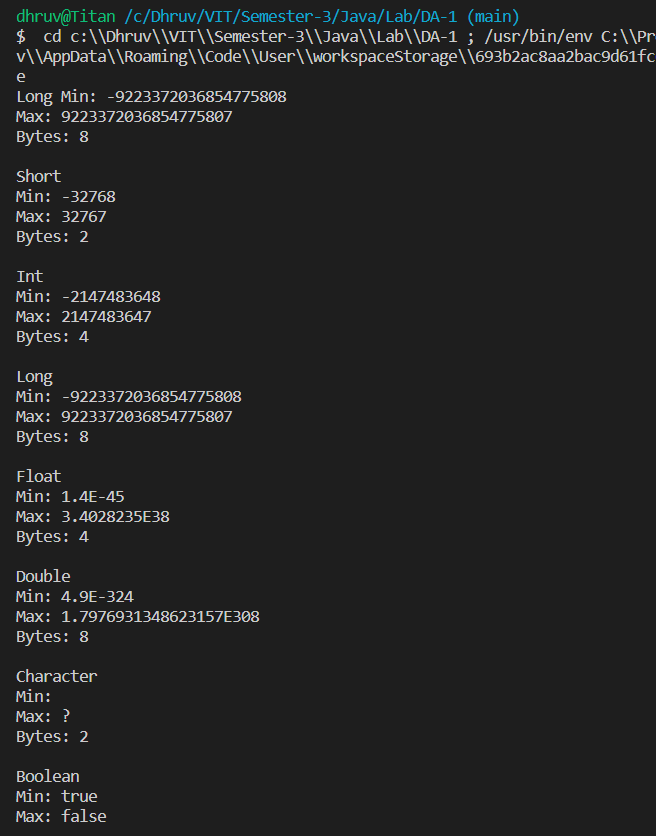 dhruv@Titan /c/Dhruv/VIT/Semester-3/Java/Lab/DA-1 (main)
$  cd c:\\Dhruv\\VIT\\Semester-3\\Java\\Lab\\DA-1 ; /usr/bin/env C:\\Pr
v\\AppData\\Roaming\\Code\\User\\workspaceStorage\\693b2ac8aa2bac9d61fc
e
Long Min: -9223372036854775808
Max: 9223372036854775807
Bytes: 8

Short
Min: -32768
Max: 32767
Bytes: 2

Int
Min: -2147483648
Max: 2147483647
Bytes: 4

Long
Min: -9223372036854775808
Max: 9223372036854775807
Bytes: 8

Float
Min: 1.4E-45
Max: 3.4028235E38
Bytes: 4

Double
Min: 4.9E-324
Max: 1.7976931348623157E308
Bytes: 8

Character
Min:
Max: ?
Bytes: 2

Boolean
Min: true
Max: false